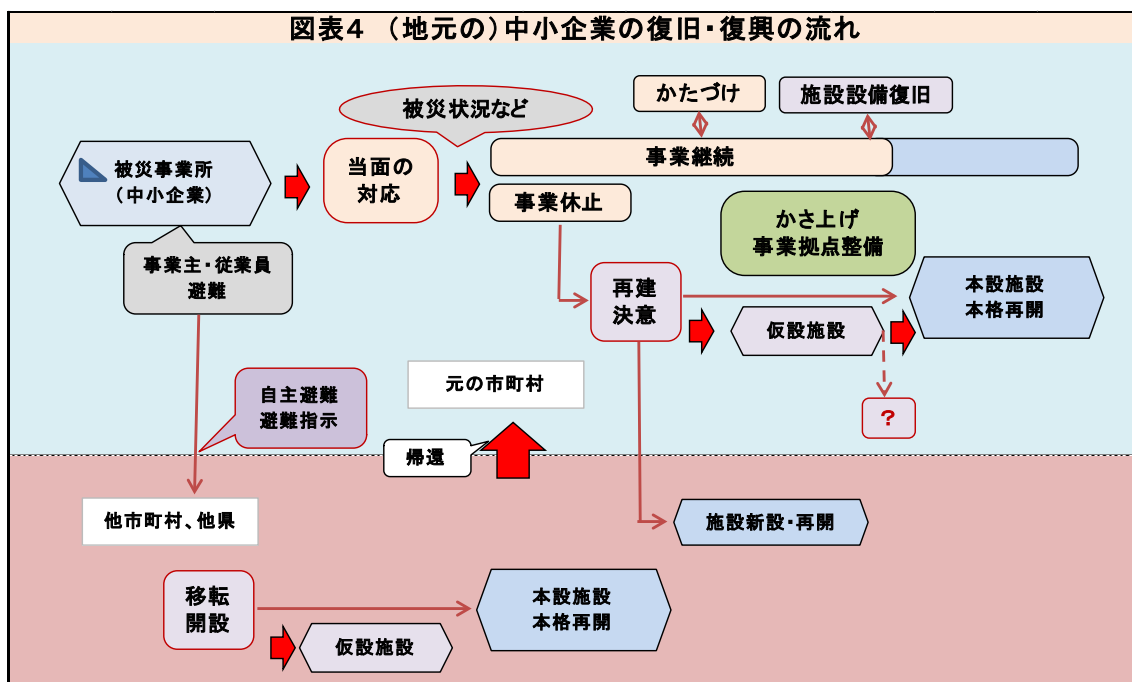 図表4　（地元の）中小企業の復旧・復興の流れ
被災状況など
かたづけ
施設設備復旧
被災事業所
（中小企業）
当面の
対応
事業継続
事業休止
かさ上げ
事業拠点整備
事業主・従業員
避難
再建
決意
本設施設
本格再開
仮設施設
元の市町村
自主避難
避難指示
？
帰還
他市町村、他県
施設新設・再開
移転
開設
本設施設
本格再開
仮設施設